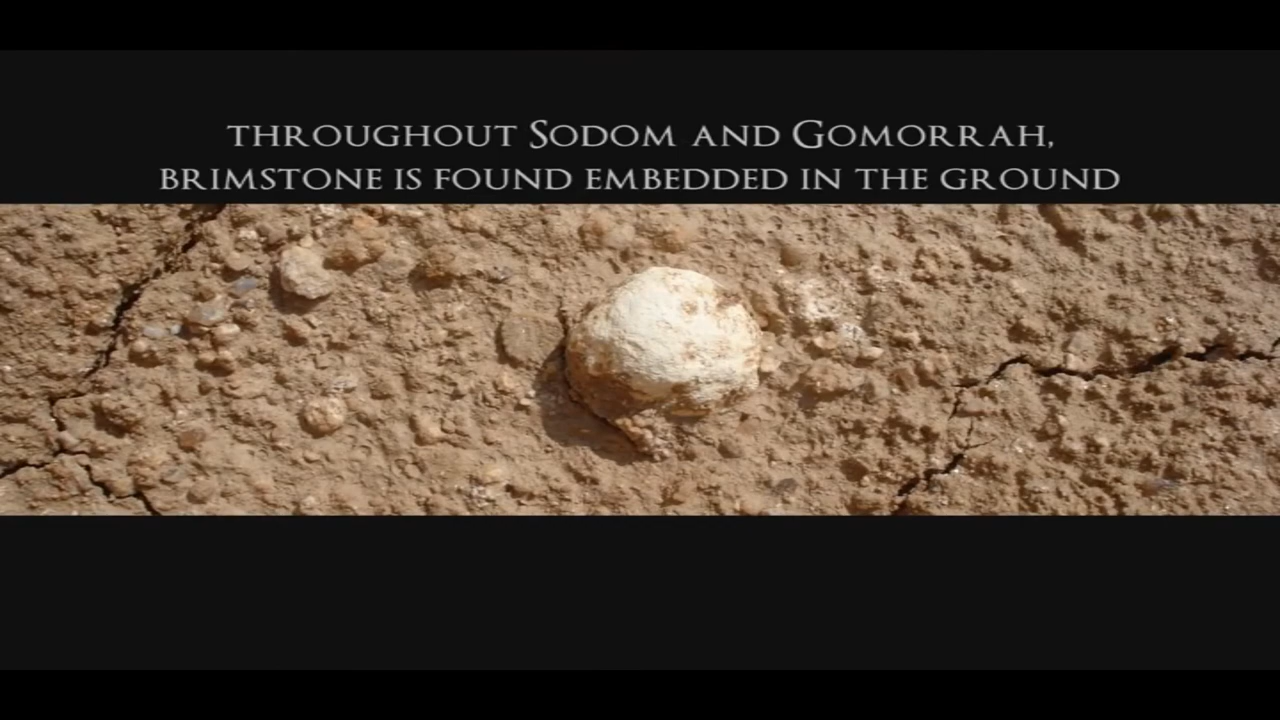 THROUGHOUT SODOM AND GOMORRAH,
BRIMSTONE IS FOUND EMBEDDED IN THE GROUND